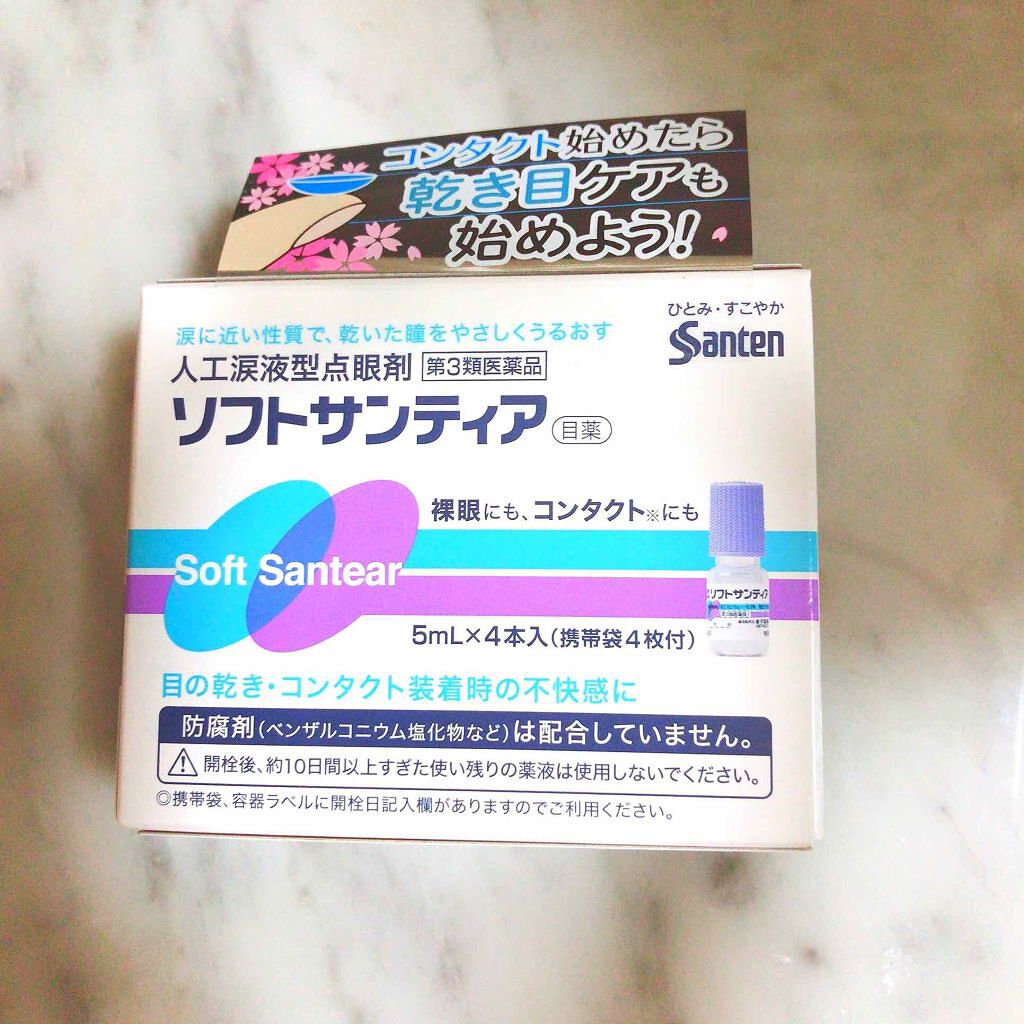 コンタクト始めたら
乾き目ケアも
始めよう!
ひとみ・すこやか
Santen
涙に近い性質で、乾いた瞳をやさしくうるおす
人工涙液型点眼剤 第3類医薬品
ソフトサンティア 目薬
裸眼にも、コンタクト※にも
Soft Santear
ソフトサンティア
5mL×4本入(携帯袋4枚付)
目の乾き・コンタクト装着時の不快感に
防腐剤(ベンザルコニウム塩化物など)は配合していません。
開栓後、約10日間以上すぎた使い残りの薬液は使用しないでください。
◎携帯袋、容器ラベルに開栓日記入欄がありますのでご利用ください。